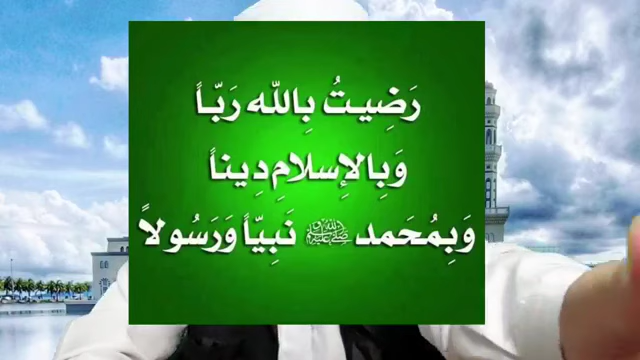 رَضِيتُ بِاللّه رَبّاً
وَبِالإِسلامِ دِيناً
وَبِمُحَمد ﷺ نَبِيّاً وَرَسُولاً